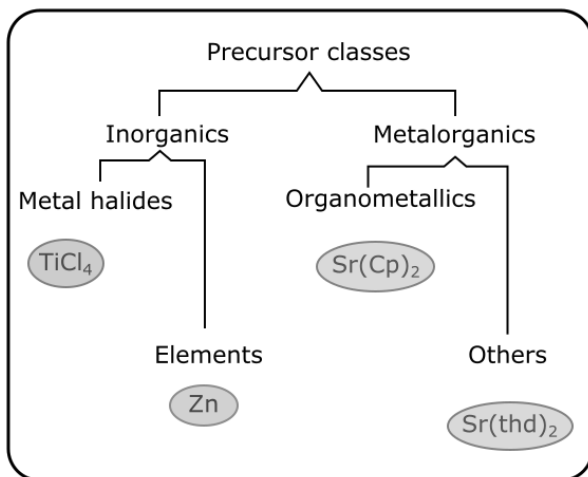 Precursor classes
Inorganics
Metalorganics
Metal halides
Organometallics
TiCl₄
Sr(Cp)₂
Elements
Others
Zn
Sr(thd)₂